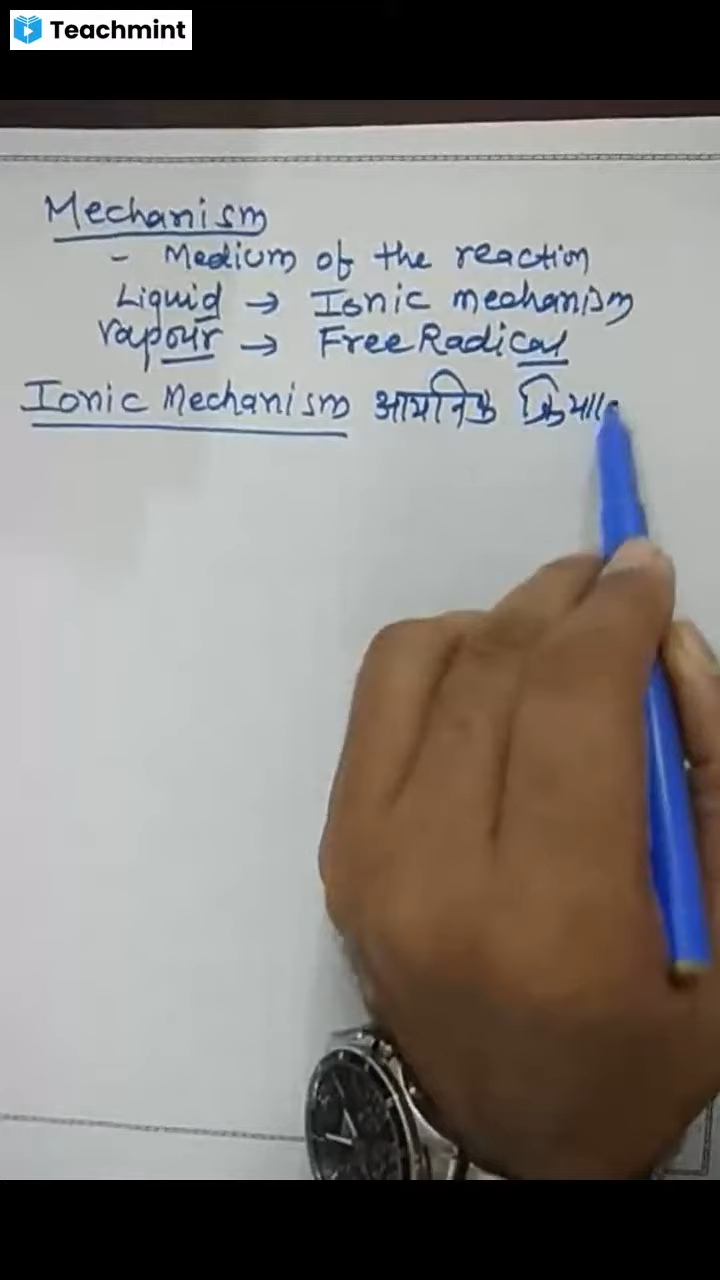 Teachmint
Mechanism
- Medium of the reaction
Liquid → Ionic mechanism
Vapour → Free Radical
Ionic Mechanism आयनिक